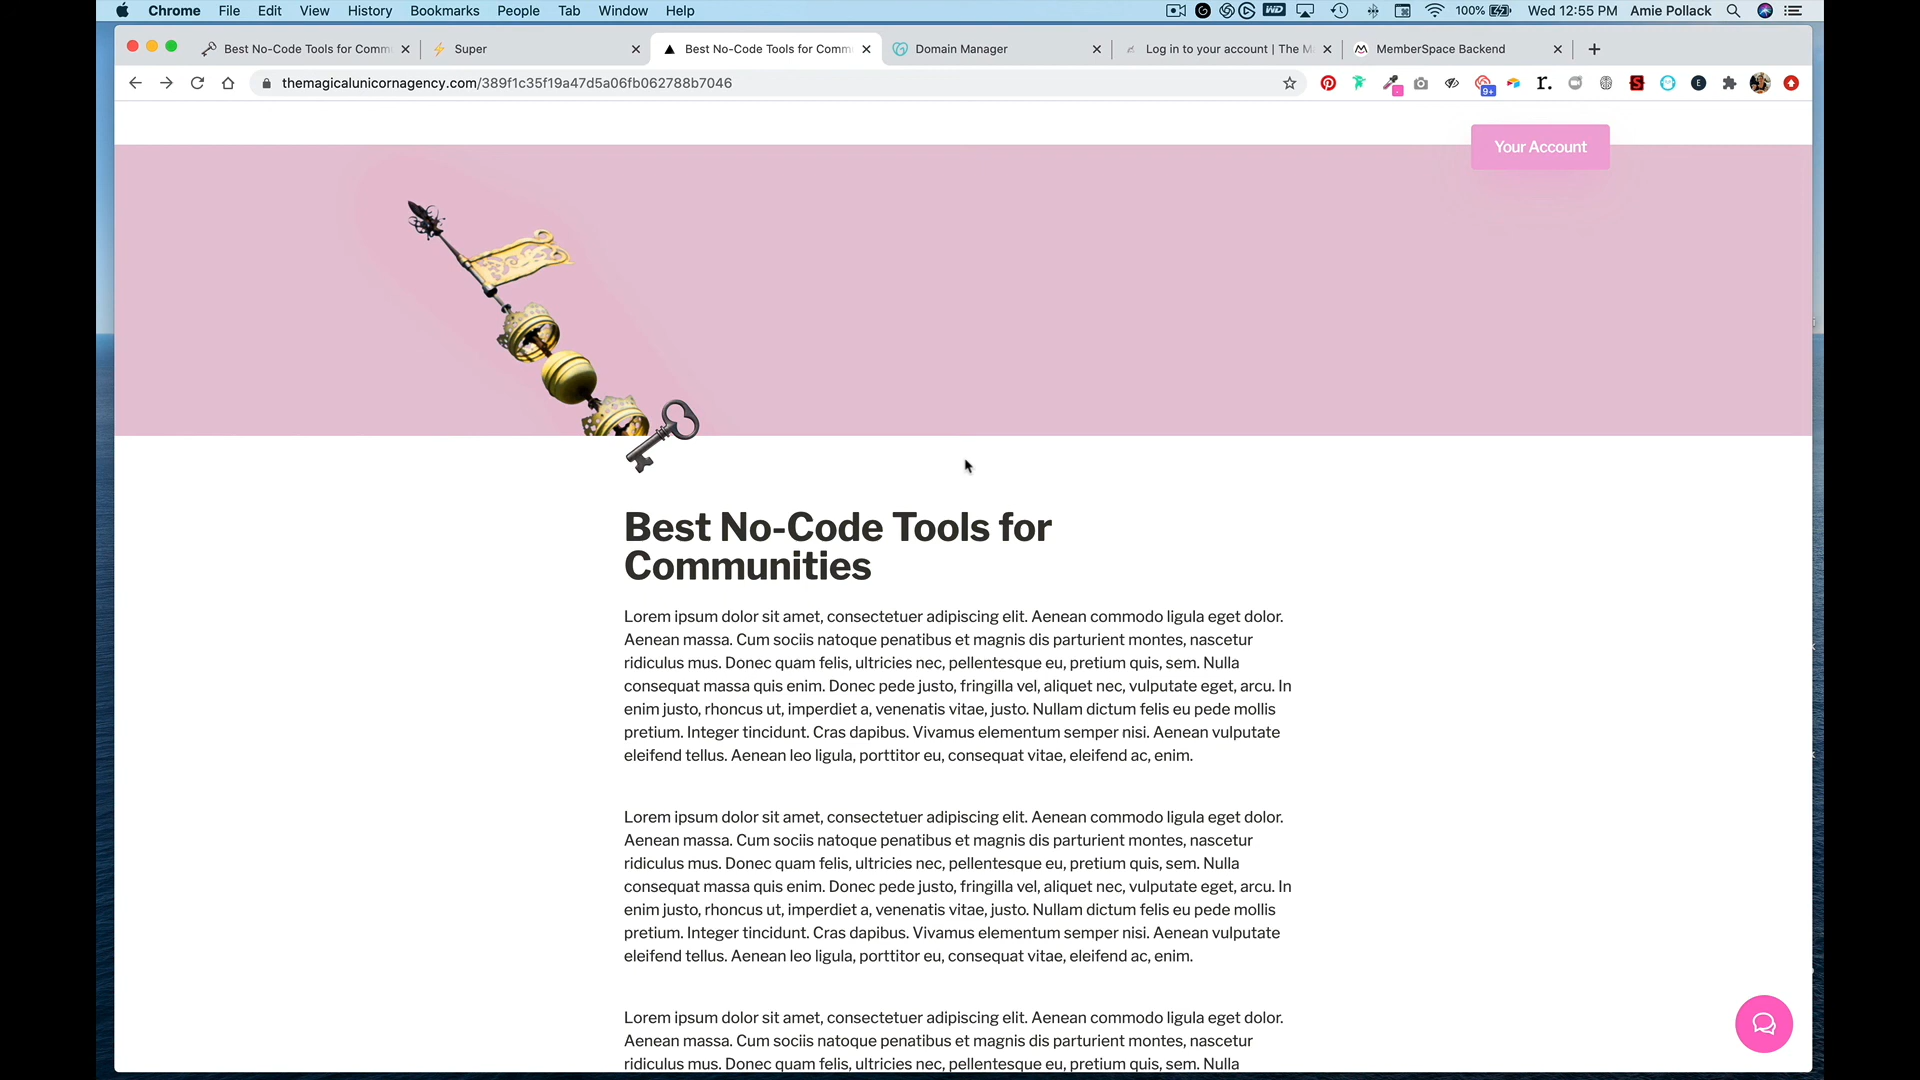 Chrome File Edit View History Bookmarks People Tab Window Help 100% Wed 12:55 PM Amie Pollack
Best No-Code Tools for Comm Super Best No-Code Tools for Comm Domain Manager Log in to your account | The M MemberSpace Backend
themagicalunicornagency.com/389f1c35f19a47d5a06fb062788b7046
9+
Your Account
Best No-Code Tools for
Communities
Lorem ipsum dolor sit amet, consectetuer adipiscing elit. Aenean commodo ligula eget dolor.
Aenean massa. Cum sociis natoque penatibus et magnis dis parturient montes, nascetur
ridiculus mus. Donec quam felis, ultricies nec, pellentesque eu, pretium quis, sem. Nulla
consequat massa quis enim. Donec pede justo, fringilla vel, aliquet nec, vulputate eget, arcu. In
enim justo, rhoncus ut, imperdiet a, venenatis vitae, justo. Nullam dictum felis eu pede mollis
pretium. Integer tincidunt. Cras dapibus. Vivamus elementum semper nisi. Aenean vulputate
eleifend tellus. Aenean leo ligula, porttitor eu, consequat vitae, eleifend ac, enim.
Lorem ipsum dolor sit amet, consectetuer adipiscing elit. Aenean commodo ligula eget dolor.
Aenean massa. Cum sociis natoque penatibus et magnis dis parturient montes, nascetur
ridiculus mus. Donec quam felis, ultricies nec, pellentesque eu, pretium quis, sem. Nulla
consequat massa quis enim. Donec pede justo, fringilla vel, aliquet nec, vulputate eget, arcu. In
enim justo, rhoncus ut, imperdiet a, venenatis vitae, justo. Nullam dictum felis eu pede mollis
pretium. Integer tincidunt. Cras dapibus. Vivamus elementum semper nisi. Aenean vulputate
eleifend tellus. Aenean leo ligula, porttitor eu, consequat vitae, eleifend ac, enim.
Lorem ipsum dolor sit amet, consectetuer adipiscing elit. Aenean commodo ligula eget dolor.
Aenean massa. Cum sociis natoque penatibus et magnis dis parturient montes, nascetur
ridiculus mus. Donec quam felis, ultricies nec, pellentesque eu, pretium quis, sem. Nulla